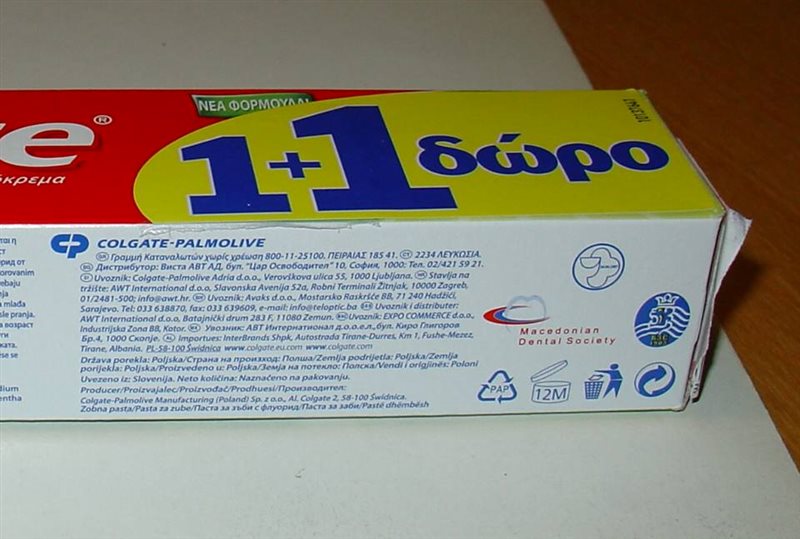 ΝΕΑ ΦΟΡΜΟΥΛΑ
1+1 δώρο
e®
όκρεμα
COLGATE-PALMOLIVE
Γραμμή Καταναλωτών χωρίς χρέωση 800-11-25100. ΠΕΙΡΑΙΑΣ 185 41. 2234 ΛΕΥΚΩΣΙΑ.
Дистрибутор: Виста АВТ АД, бул. "Цар Освободител" 10, София, 1000: Тел. 02/421 59 21.
Uvoznik: Colgate-Palmolive Adria d.o.o., Verovškova ulica 55, 1000 Ljubljana. Stavlja na
tržište: AWT International d.o.o., Slavonska Avenija 52a, Robni Terminali Žitnjak, 10000 Zagreb,
01/2481-500; info@awt.hr. Uvoznik: Avaks d.o.o., Mostarsko Raskršće BB, 71 240 Hadžići,
Sarajevo. Tel: 033 638870, fax: 033 639609, e-mail: info@teloptic.ba Uvoznik i distributer:
AWT International d.o.o, Batajnički drum 283 F, 11080 Zemun. Uvoznik: EXPO COMMERCE d.o.o.,
Industrijska Zona BB, Kotor. Увозник: АВТ Интернационал д.о.о.е.л., бул. Киро Глигоров
Бр.4, 1000 Скопје. Importues: InterBrands Shpk, Autostrada Tirane-Durres, Km 1, Fushe-Mezez,
Tirane, Albania. PL-58-100 Świdnica www.colgate.eu.com www.colgate.com
Država porekla: Poljska/Страна на произход: Полша/Zemlja podrijetla: Poljska/Zemlja
porijekla: Poljska/Proizvedeno u: Poljska/Земја на потекло: Полска/Vendi i origjinës: Poloni
Uvezeno iz: Slovenija. Neto količina: Naznačeno na pakovanju.
Producer/Proizvajalec/Proizvođač/Prodhuesi/Производител:
Colgate-Palmolive Manufacturing (Poland) Sp. z o.o., Al. Colgate 2, 58-100 Świdnica.
Zobna pasta/Pasta za zube/Паста за зъби с флуорид/Паста за заби/Pastë dhëmbësh
Macedonian
Dental Society
БЗС
PAP
12M